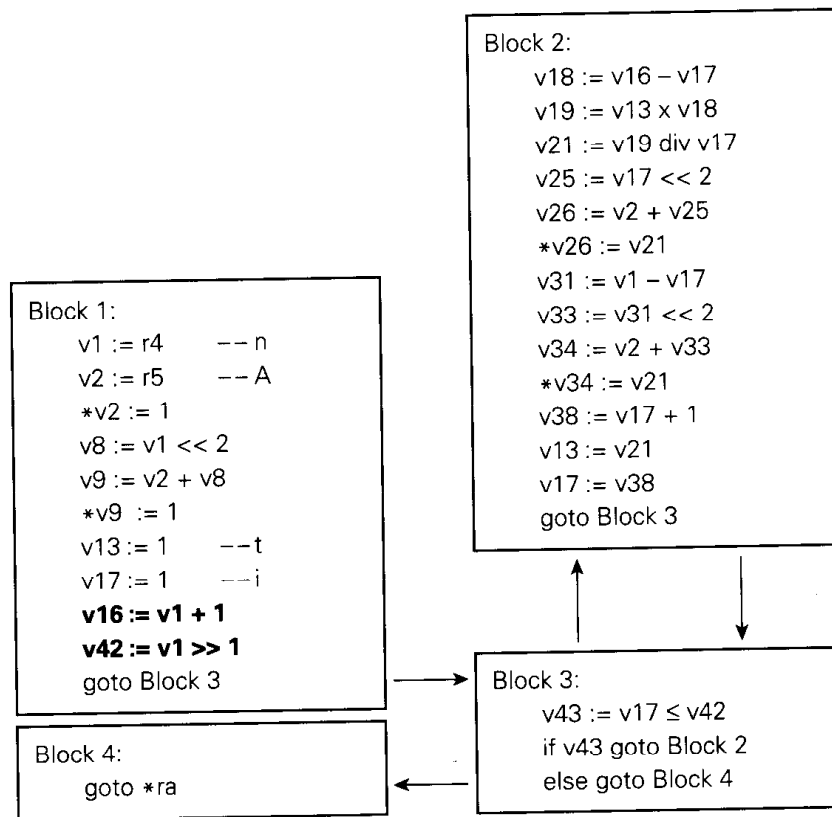 Block 1:
v1 := r4 −−n
v2 := r5 −−A
*v2 := 1
v8 := v1 << 2
v9 := v2 + v8
*v9 := 1
v13 := 1 −−t
v17 := 1 −−i
v16 := v1 + 1
v42 := v1 >> 1
goto Block 3
Block 2:
v18 := v16 – v17
v19 := v13 x v18
v21 := v19 div v17
v25 := v17 << 2
v26 := v2 + v25
*v26 := v21
v31 := v1 – v17
v33 := v31 << 2
v34 := v2 + v33
*v34 := v21
v38 := v17 + 1
v13 := v21
v17 := v38
goto Block 3
Block 3:
v43 := v17 ≤ v42
if v43 goto Block 2
else goto Block 4
Block 4:
goto *ra